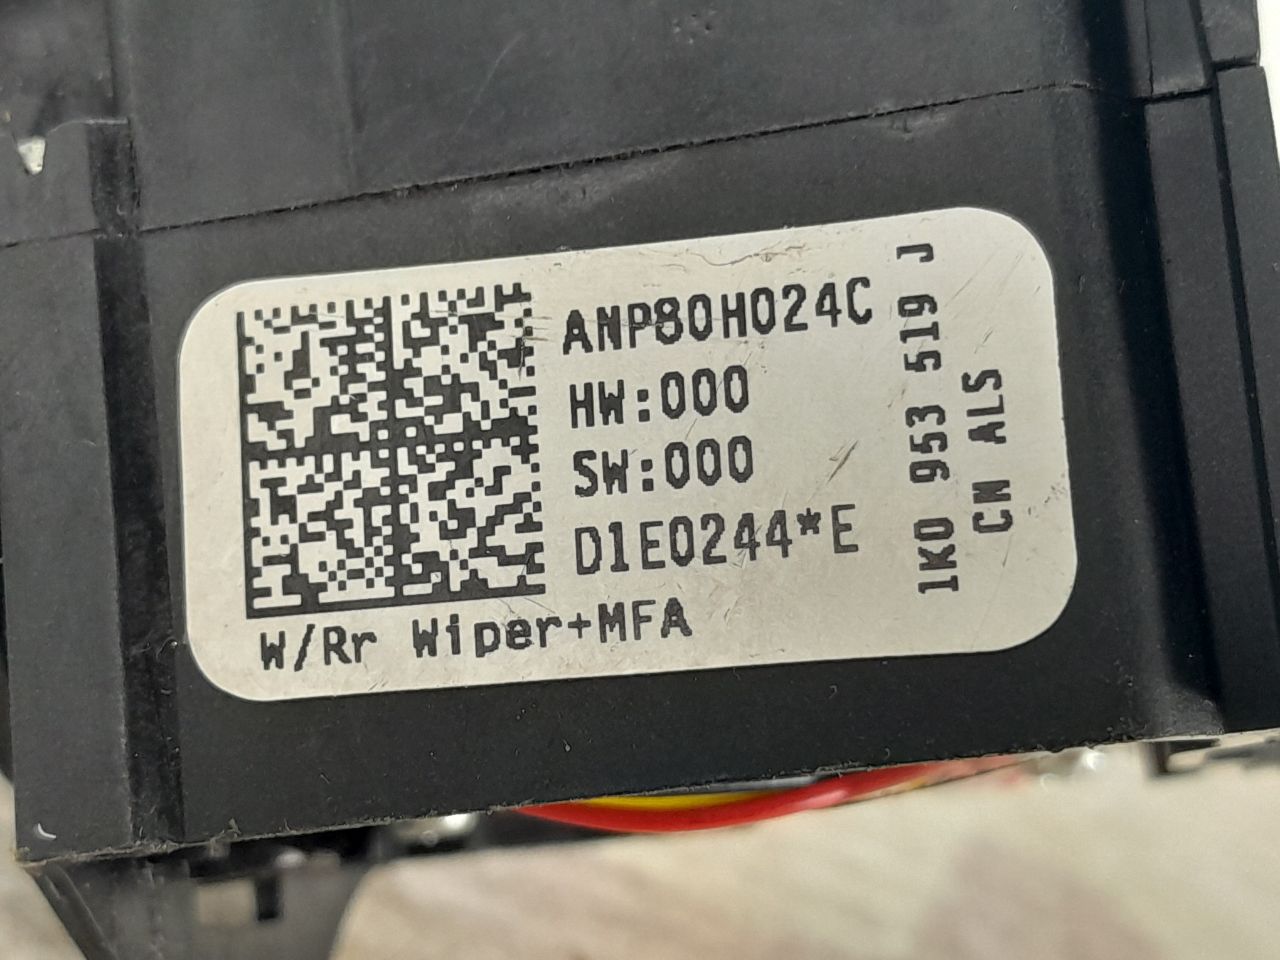 ANP80H024C
HW:000
SW:000
D1E0244*E
W/Rr Wiper+MFA
1K0 953 519 J
CN ALS